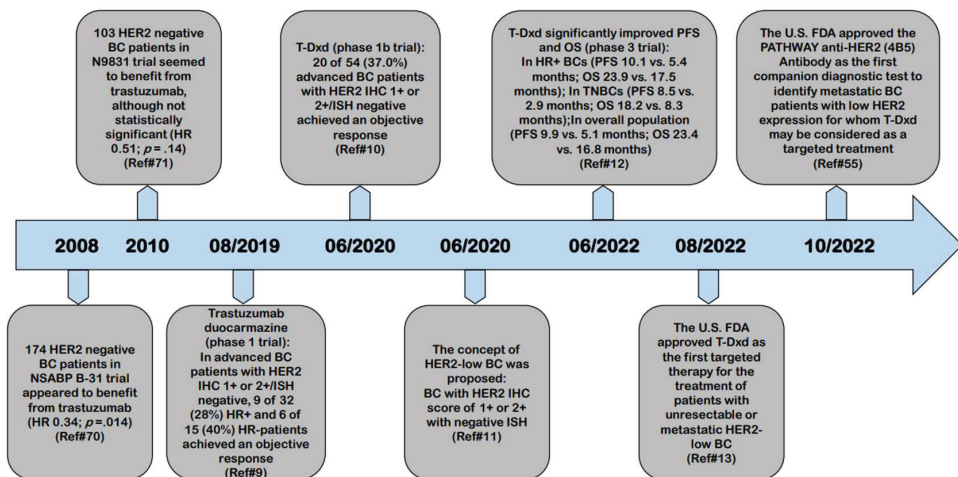 103 HER2 negative
BC patients in
N9831 trial seemed
to benefit from
trastuzumab,
although not
statistically
significant (HR
0.51; p = .14)
(Ref#71)
T-Dxd (phase 1b trial):
20 of 54 (37.0%)
advanced BC patients
with HER2 IHC 1+ or
2+/ISH negative
achieved an objective
response
(Ref#10)
T-Dxd significantly improved PFS
and OS (phase 3 trial):
In HR+ BCs (PFS 10.1 vs. 5.4
months; OS 23.9 vs. 17.5
months); In TNBCs (PFS 8.5 vs.
2.9 months; OS 18.2 vs. 8.3
months);In overall population
(PFS 9.9 vs. 5.1 months; OS 23.4
vs. 16.8 months)
(Ref#12)
The U.S. FDA approved the
PATHWAY anti-HER2 (4B5)
Antibody as the first
companion diagnostic test to
identify metastatic BC
patients with low HER2
expression for whom T-Dxd
may be considered as a
targeted treatment
(Ref#55)
2008 2010 08/2019 06/2020 06/2020 06/2022 08/2022 10/2022
174 HER2 negative
BC patients in
NSABP B-31 trial
appeared to benefit
from trastuzumab
(HR 0.34; p=.014)
(Ref#70)
Trastuzumab
duocarmazine
(phase 1 trial):
In advanced BC
patients with HER2
IHC 1+ or 2+/ISH
negative, 9 of 32
(28%) HR+ and 6 of
15 (40%) HR-patients
achieved an objective
response
(Ref#9)
The concept of
HER2-low BC was
proposed:
BC with HER2 IHC
score of 1+ or 2+
with negative ISH
(Ref#11)
The U.S. FDA
approved T-Dxd as
the first targeted
therapy for the
treatment of
patients with
unresectable or
metastatic HER2-
low BC
(Ref#13)